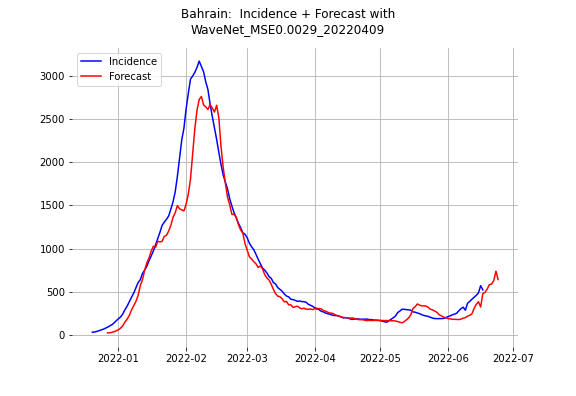 Bahrain:  Incidence + Forecast with
WaveNet_MSE0.0029_20220409
Incidence
Forecast
3000
2500
2000
1500
1000
500
0
2022-01 2022-02 2022-03 2022-04 2022-05 2022-06 2022-07